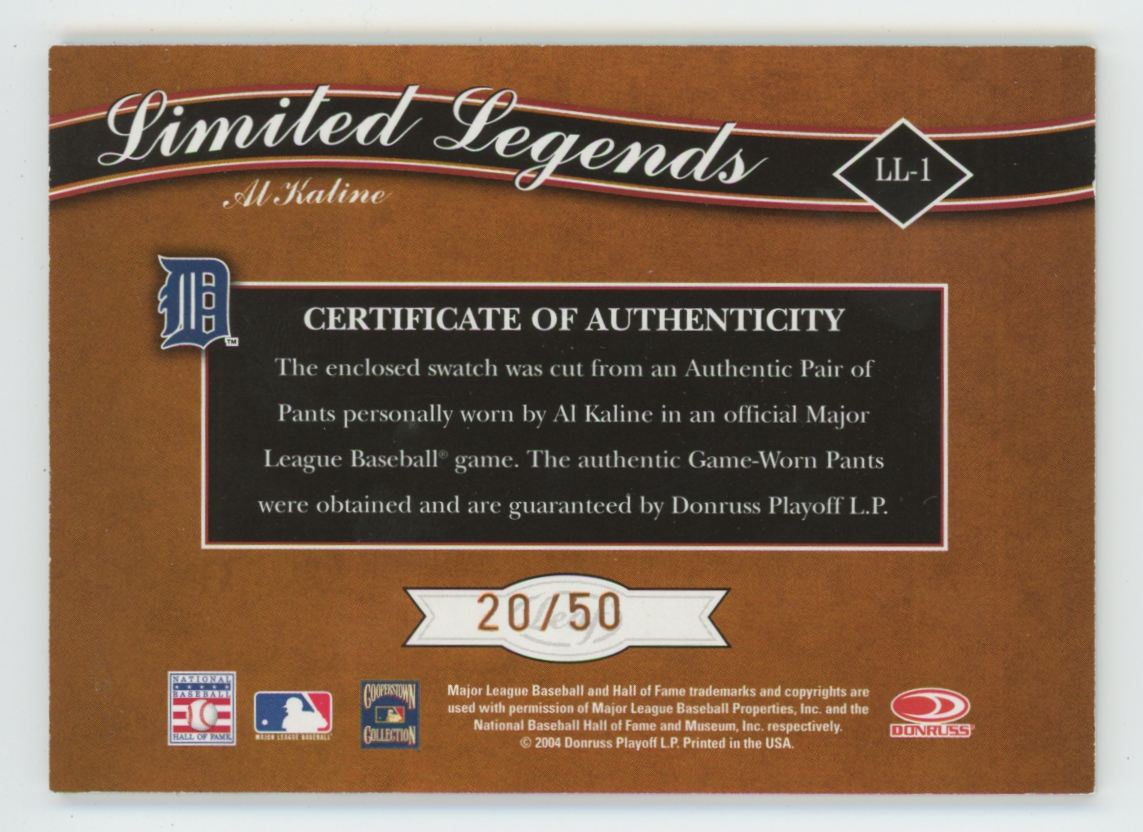 Limited Legends
LL-1
Al Kaline
D
TM
CERTIFICATE OF AUTHENTICITY
The enclosed swatch was cut from an Authentic Pair of
Pants personally worn by Al Kaline in an official Major
League Baseball® game. The authentic Game-Worn Pants
were obtained and are guaranteed by Donruss Playoff L.P.
Leaf
20/50
NATIONAL
BASEBALL
HALL OF FAME
MAJOR LEAGUE BASEBALL
COOPERSTOWN
COLLECTION
Major League Baseball and Hall of Fame trademarks and copyrights are
used with permission of Major League Baseball Properties, Inc. and the
National Baseball Hall of Fame and Museum, Inc. respectively.
© 2004 Donruss Playoff L.P. Printed in the USA.
DONRUSS